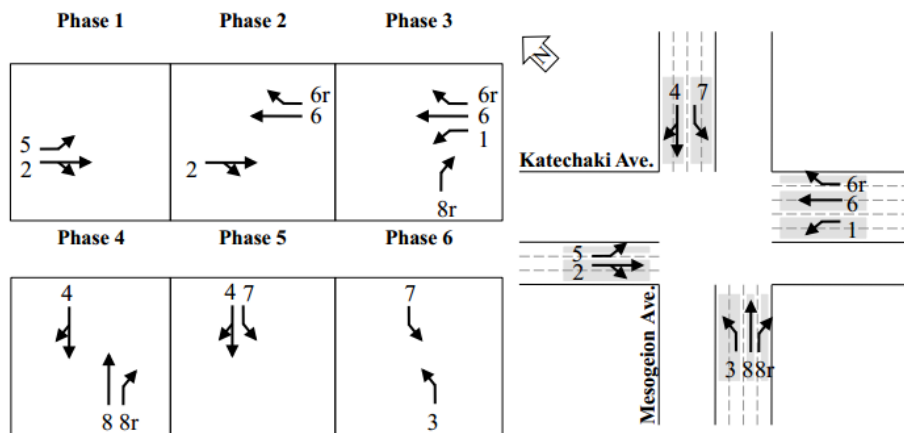 Phase 1
Phase 2
Phase 3
5
2
2
6r
6
6r
6
1
8r
Phase 4
Phase 5
Phase 6
4
8 8r
4 7
7
3
N
4 7
Katechaki Ave.
6r
6
1
5
2
Mesogeion Ave.
3 8 8r